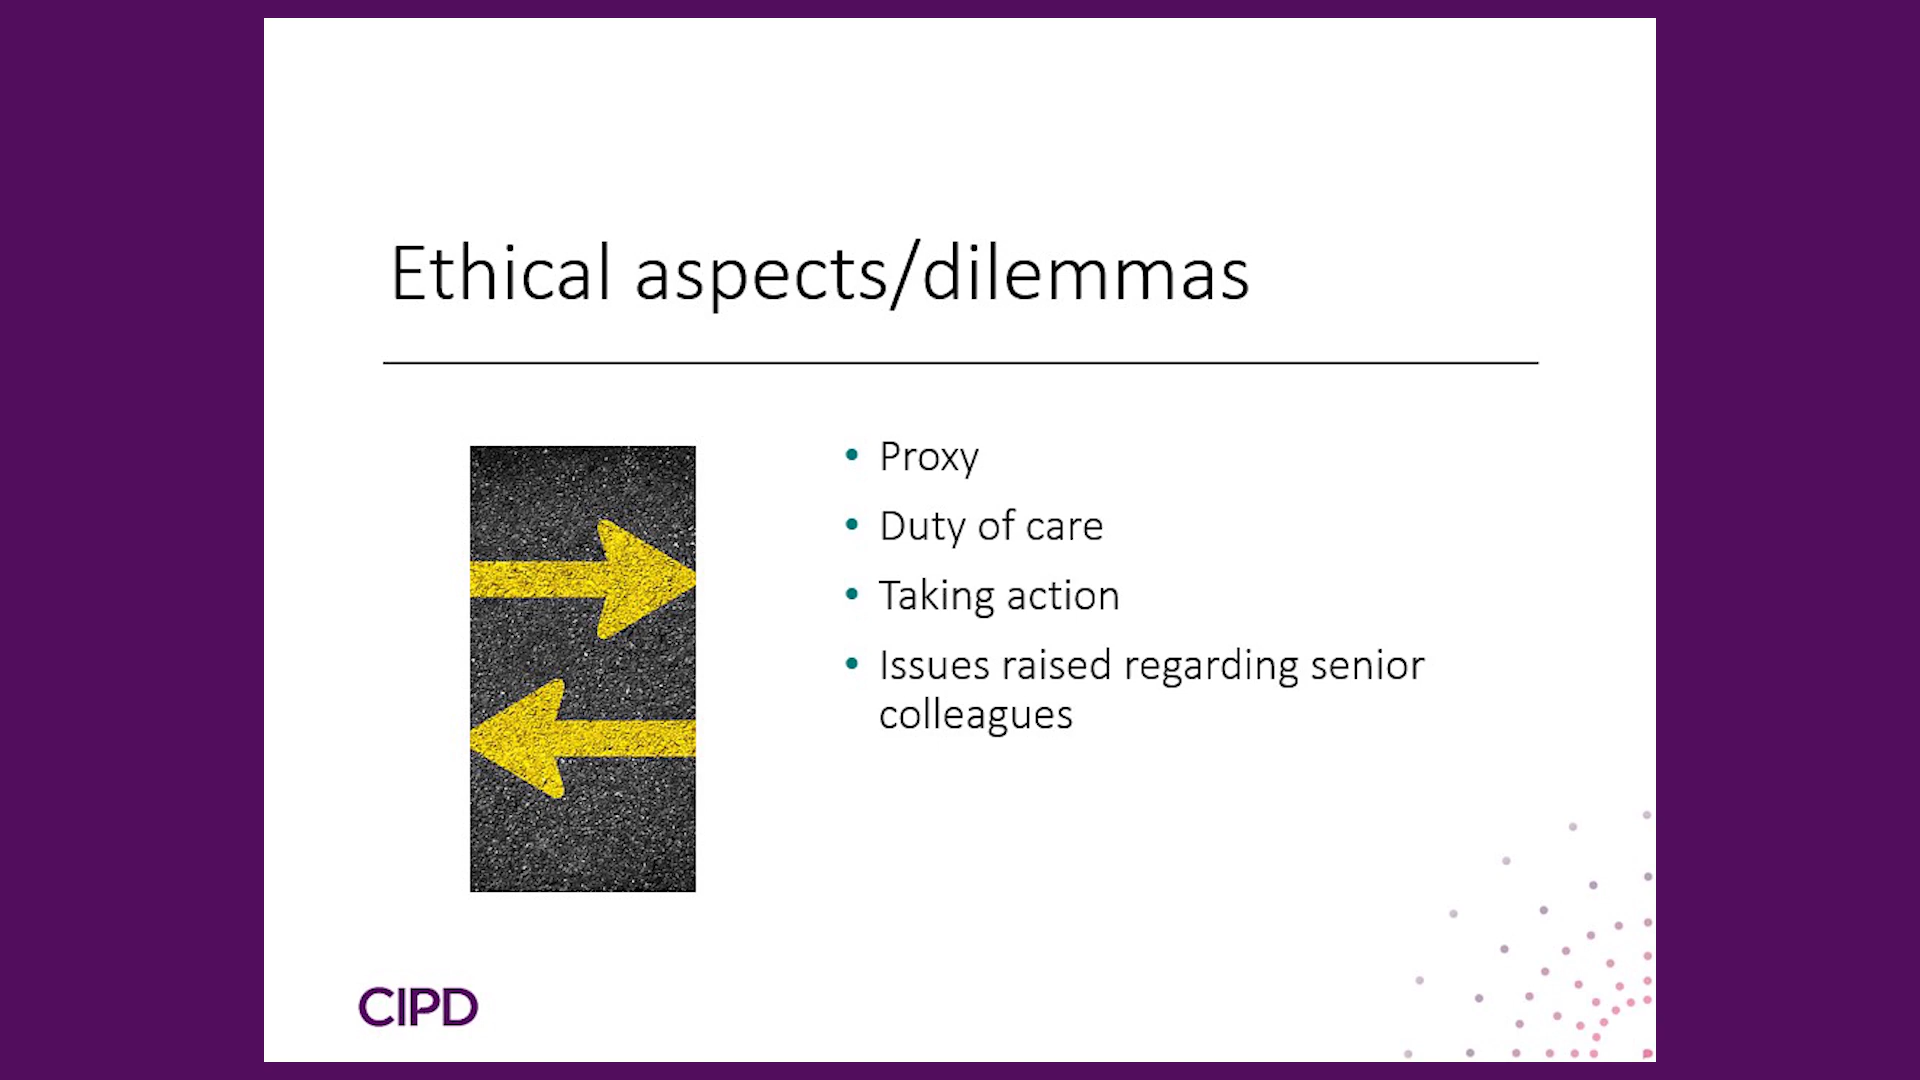 Ethical aspects/dilemmas
• Proxy
• Duty of care
• Taking action
• Issues raised regarding senior
colleagues
CIPD